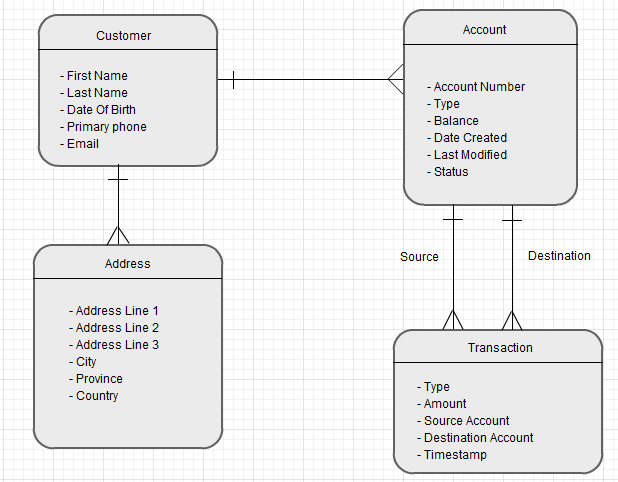 Customer
- First Name
- Last Name
- Date Of Birth
- Primary phone
- Email
Account
- Account Number
- Type
- Balance
- Date Created
- Last Modified
- Status
Source
Destination
Address
- Address Line 1
- Address Line 2
- Address Line 3
- City
- Province
- Country
Transaction
- Type
- Amount
- Source Account
- Destination Account
- Timestamp